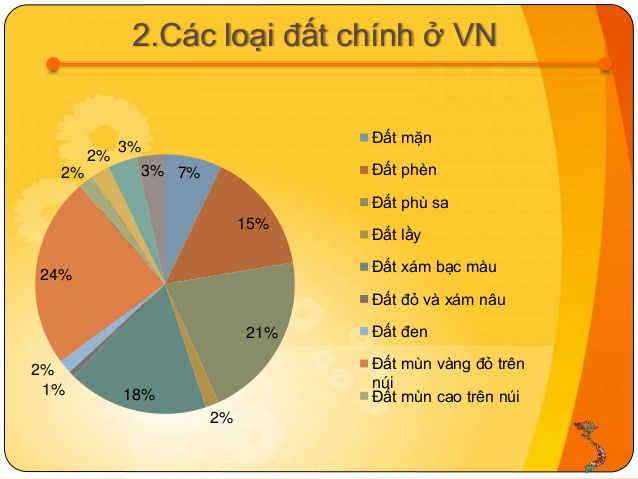 2.Các loại đất chính ở VN
3%
2%
2%
3%
7%
15%
24%
21%
2%
1%
18%
2%
Đất mặn
Đất phèn
Đất phù sa
Đất lầy
Đất xám bạc màu
Đất đỏ và xám nâu
Đất đen
Đất mùn vàng đỏ trên
núi
Đất mùn cao trên núi